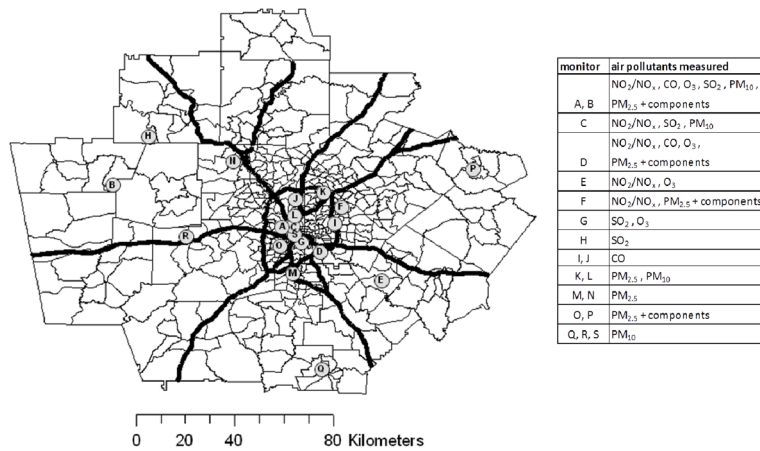 H
N
B
P
K
J
F
L
I
A
S
R
G
O
D
M
E
Q
0 20 40 80 Kilometers
monitor air pollutants measured
NO₂/NOₓ, CO, O₃, SO₂, PM₁₀,
A, B PM₂.₅ + components
C NO₂/NOₓ, SO₂, PM₁₀
NO₂/NOₓ, CO, O₃,
D PM₂.₅ + components
E NO₂/NOₓ, O₃
F NO₂/NOₓ, PM₂.₅ + components
G SO₂, O₃
H SO₂
I, J CO
K, L PM₂.₅, PM₁₀
M, N PM₂.₅
O, P PM₂.₅ + components
Q, R, S PM₁₀